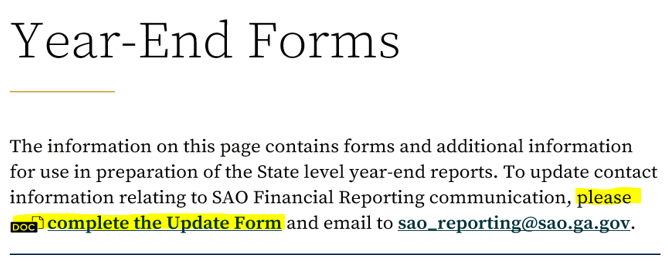 Year-End Forms
The information on this page contains forms and additional information
for use in preparation of the State level year-end reports. To update contact
information relating to SAO Financial Reporting communication, please
DOC complete the Update Form and email to sao_reporting@sao.ga.gov.